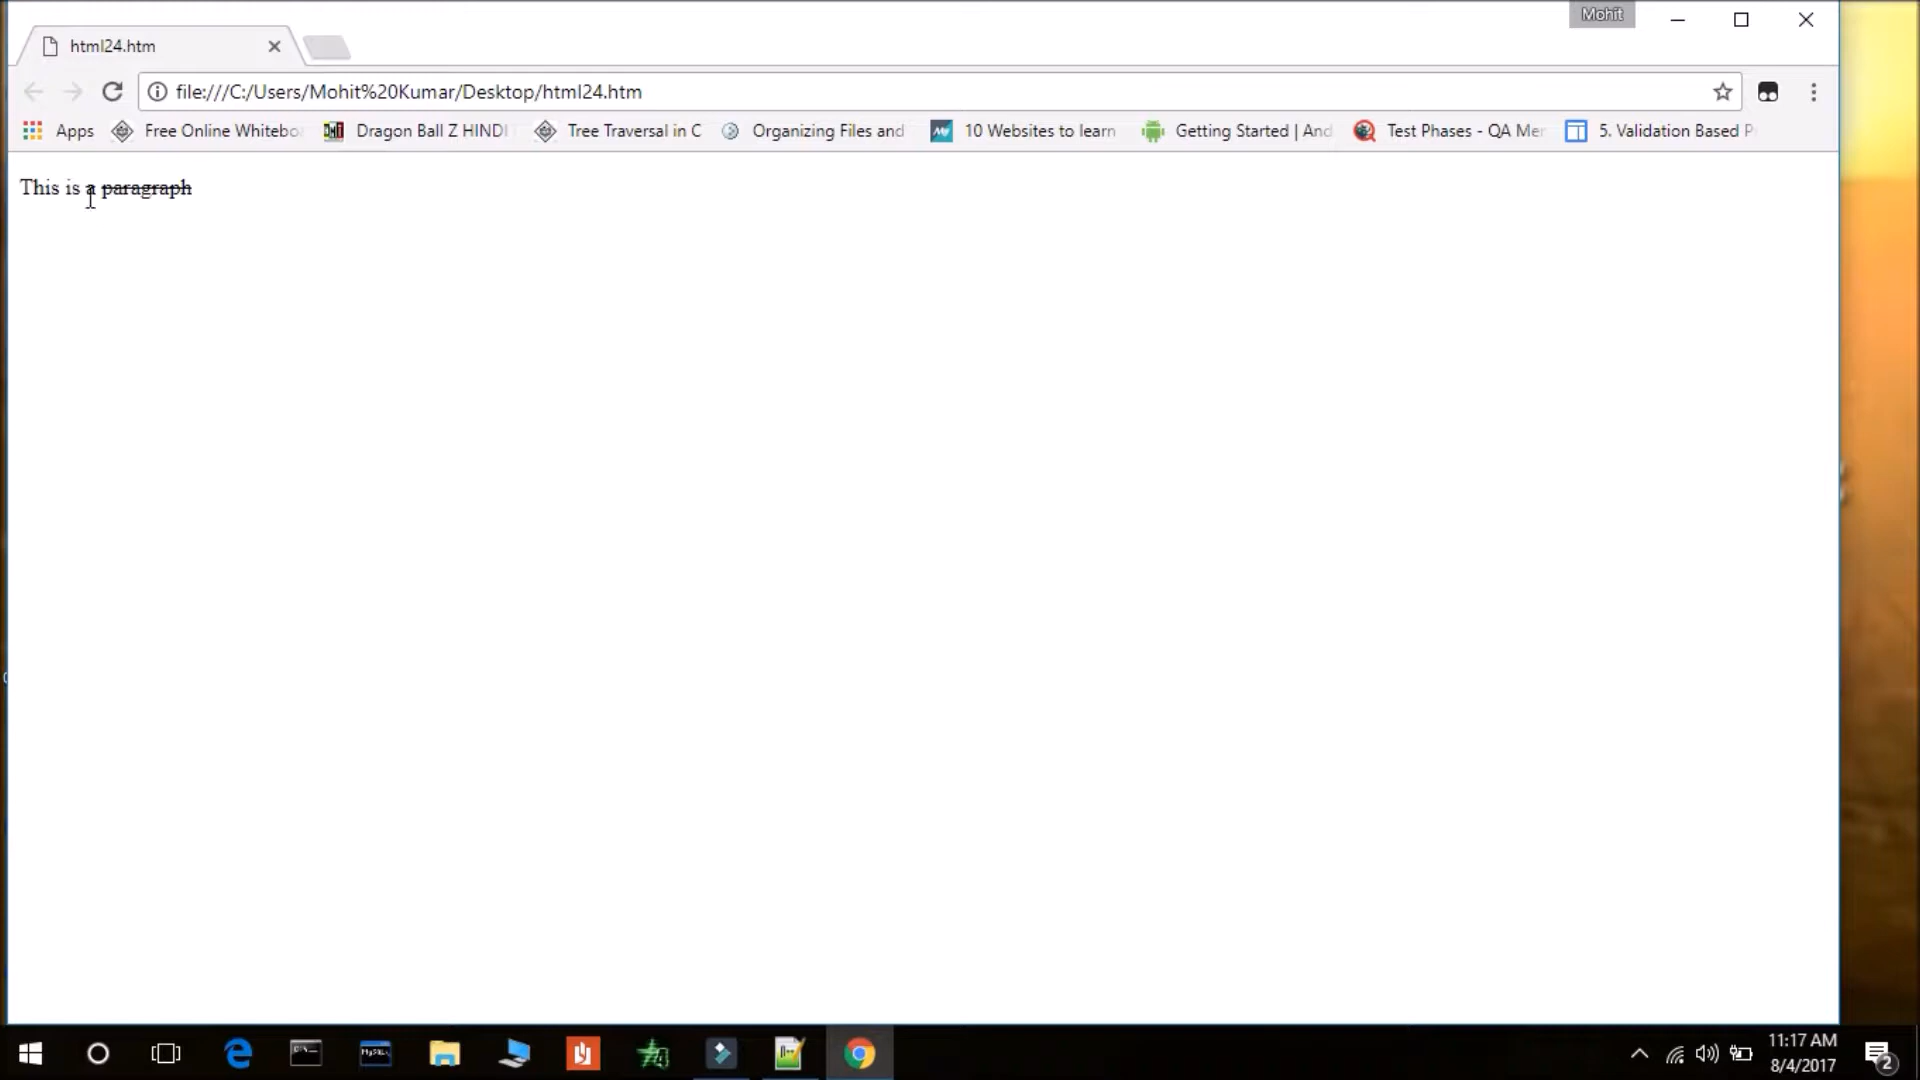 Mohit
html24.htm
file:///C:/Users/Mohit%20Kumar/Desktop/html24.htm
Apps Free Online Whitebo Dragon Ball Z HINDI Tree Traversal in C Organizing Files and 10 Websites to learn Getting Started | And Test Phases - QA Mer 5. Validation Based P
This is a paragraph
11:17 AM
8/4/2017
2